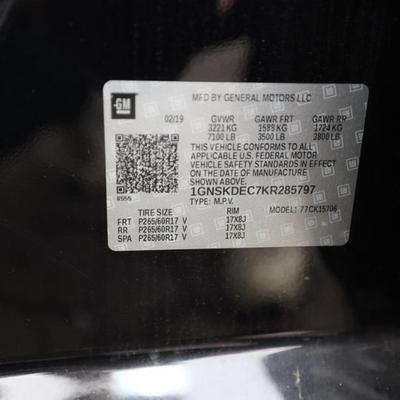 GM
MFD BY GENERAL MOTORS LLC
02/19 GVWR GAWR FRT GAWR RR
3221 KG 1588 KG 1724 KG
7100 LB 3500 LB 3800 LB
THIS VEHICLE CONFORMS TO ALL
APPLICABLE U.S. FEDERAL MOTOR
VEHICLE SAFETY STANDARDS IN EFFECT
ON THE DATE OF MANUFACTURE
SHOWN ABOVE.
1GNSKDEC7KR285797
TYPE: M.P.V.
TIRE SIZE RIM MODEL: 77CK15706
FRT P265/60R17 V 17X8J
RR P265/60R17 V 17X8J
SPA P265/60R17 V 17X8J